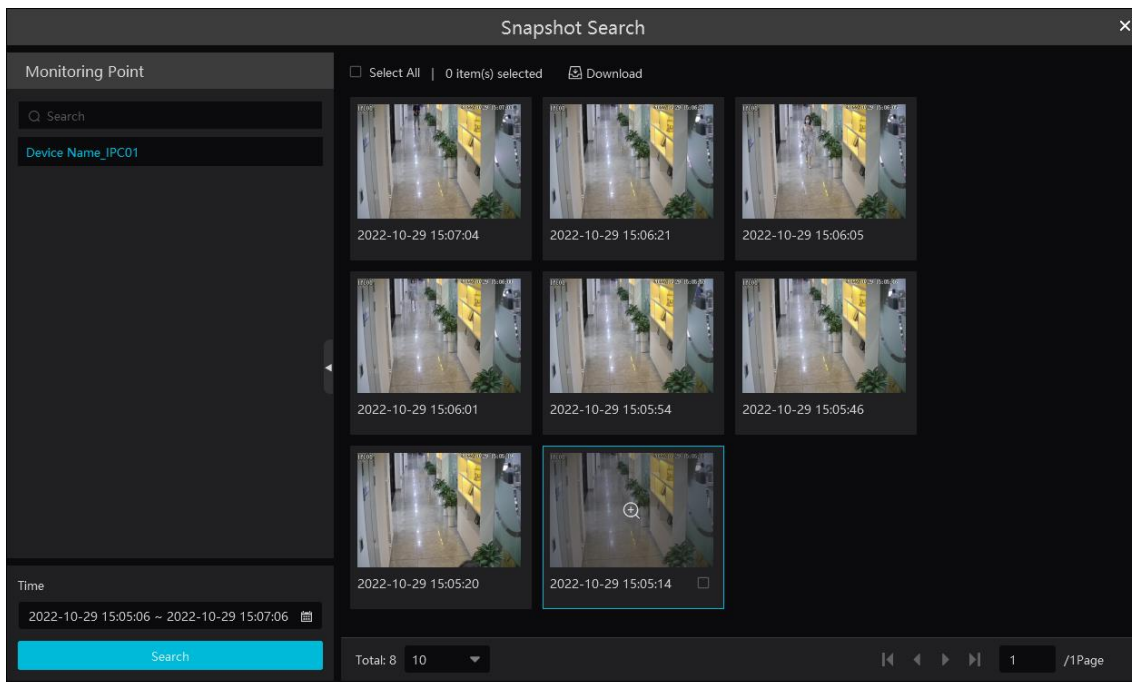 Snapshot Search
Monitoring Point
Search
Device Name_IPC01
Time
2022-10-29 15:05:06 ~ 2022-10-29 15:07:06
Search
Select All | 0 item(s) selected Download
2022-10-29 15:07:04 2022-10-29 15:06:21 2022-10-29 15:06:05
2022-10-29 15:06:01 2022-10-29 15:05:54 2022-10-29 15:05:46
2022-10-29 15:05:20 2022-10-29 15:05:14
Total: 8 10 1 /1Page